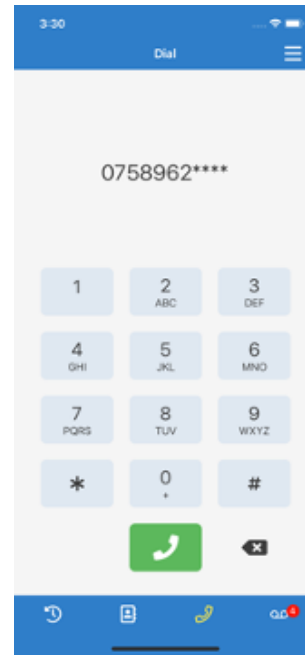 3:30
Dial
0758962****
1
2
3
ABC
DEF
4
5
6
GHI
JKL
MNO
7
8
9
PQRS
TUV
WXYZ
*
0
#
+
4